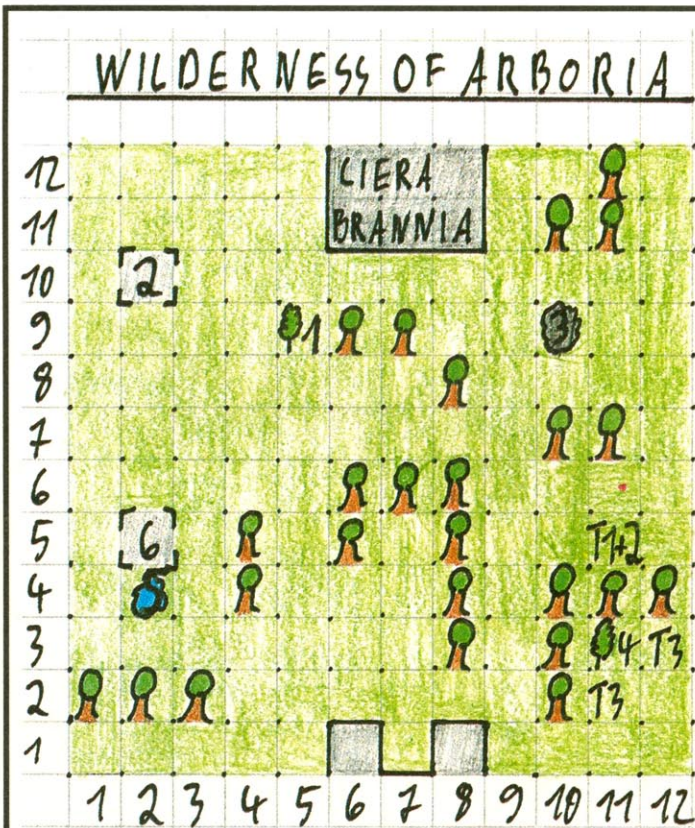 WILDERNESS OF ARBORIA
12 CIERA
11 BRANNIA
10 2
9 1 3
8
7
6
5 6 T1+2
4
3 4 T3
2 T3
1
1 2 3 4 5 6 7 8 9 10 11 12